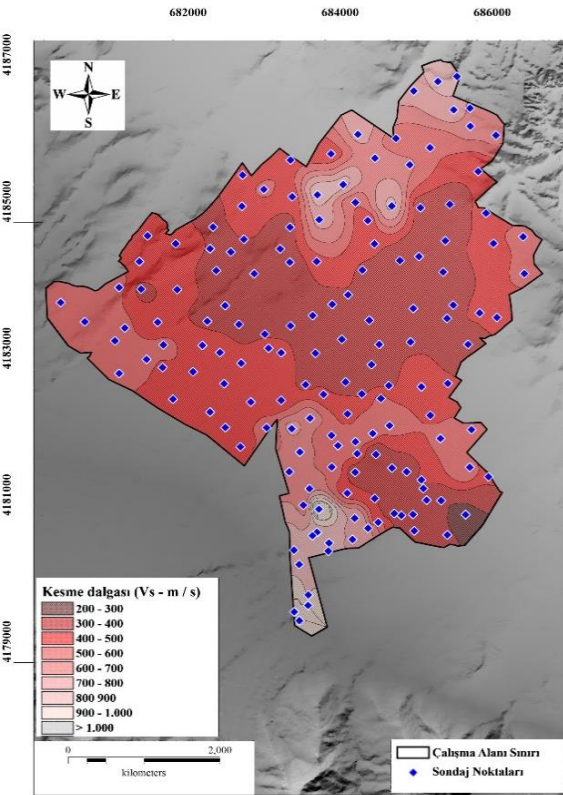 682000 684000 686000
4187000
N
W E
S
4185000
4183000
4181000
4179000
Kesme dalgası (Vs - m / s)
200 - 300
300 - 400
400 - 500
500 - 600
600 - 700
700 - 800
800 900
900 - 1.000
> 1.000
0 2,000
kilometers
Çalışma Alanı Sınırı
Sondaj Noktaları